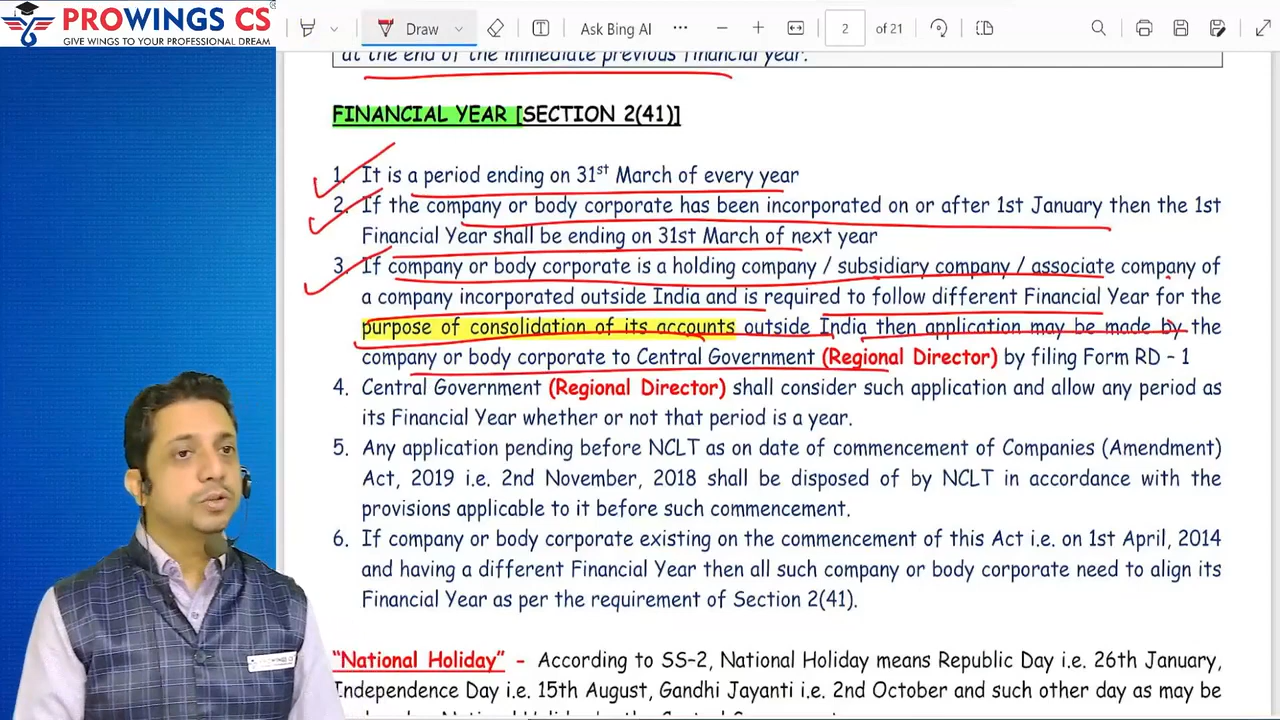 PROWINGS CS
GIVE WINGS TO YOUR PROFESSIONAL DREAM
Draw
Ask Bing AI
2 of 21
at the end of the immediate previous Financial year.
FINANCIAL YEAR [SECTION 2(41)]
1. It is a period ending on 31st March of every year
2. If the company or body corporate has been incorporated on or after 1st January then the 1st
Financial Year shall be ending on 31st March of next year
3. If company or body corporate is a holding company / subsidiary company / associate company of
a company incorporated outside India and is required to follow different Financial Year for the
purpose of consolidation of its accounts outside India then application may be made by the
company or body corporate to Central Government (Regional Director) by filing Form RD – 1
4. Central Government (Regional Director) shall consider such application and allow any period as
its Financial Year whether or not that period is a year.
5. Any application pending before NCLT as on date of commencement of Companies (Amendment)
Act, 2019 i.e. 2nd November, 2018 shall be disposed of by NCLT in accordance with the
provisions applicable to it before such commencement.
6. If company or body corporate existing on the commencement of this Act i.e. on 1st April, 2014
and having a different Financial Year then all such company or body corporate need to align its
Financial Year as per the requirement of Section 2(41).
"National Holiday" – According to SS-2, National Holiday means Republic Day i.e. 26th January,
Independence Day i.e. 15th August, Gandhi Jayanti i.e. 2nd October and such other day as may be
PROWINGS CS